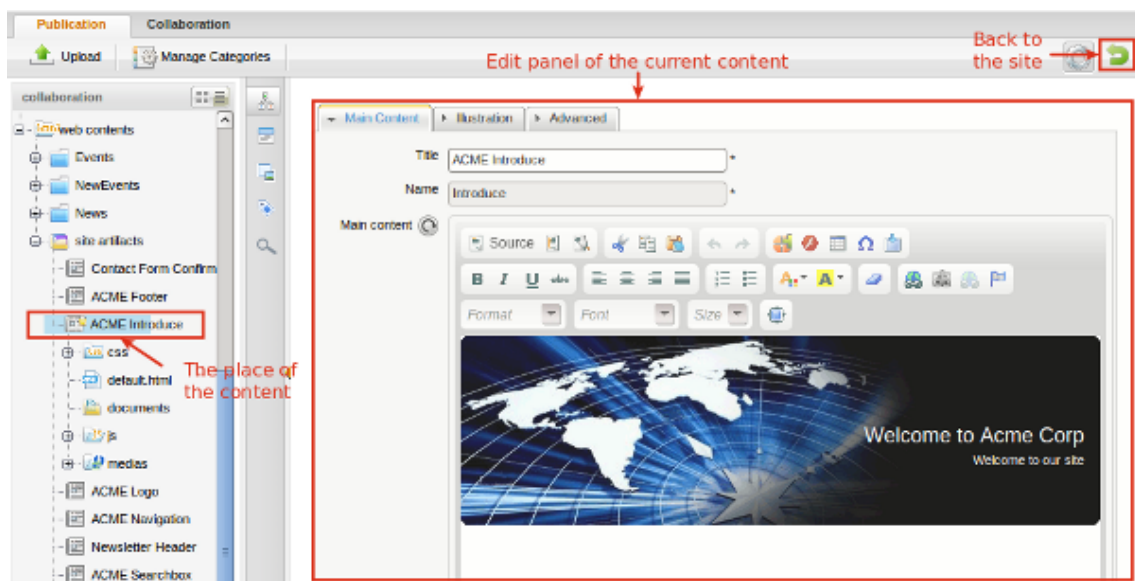 Publication Collaboration
Upload Manage Categories
Edit panel of the current content
Back to
the site
collaboration
web contents
Events
NewEvents
News
site artifacts
Contact Form Confirm
ACME Footer
ACME Introduce
css
default.html
documents
js
medias
ACME Logo
ACME Navigation
Newsletter Header
ACME Searchbox
The place of
the content
Main Content Illustration Advanced
Title ACME Introduce *
Name Introduce *
Main content
Source
B I U abc
Format Font Size
Welcome to Acme Corp
Welcome to our site